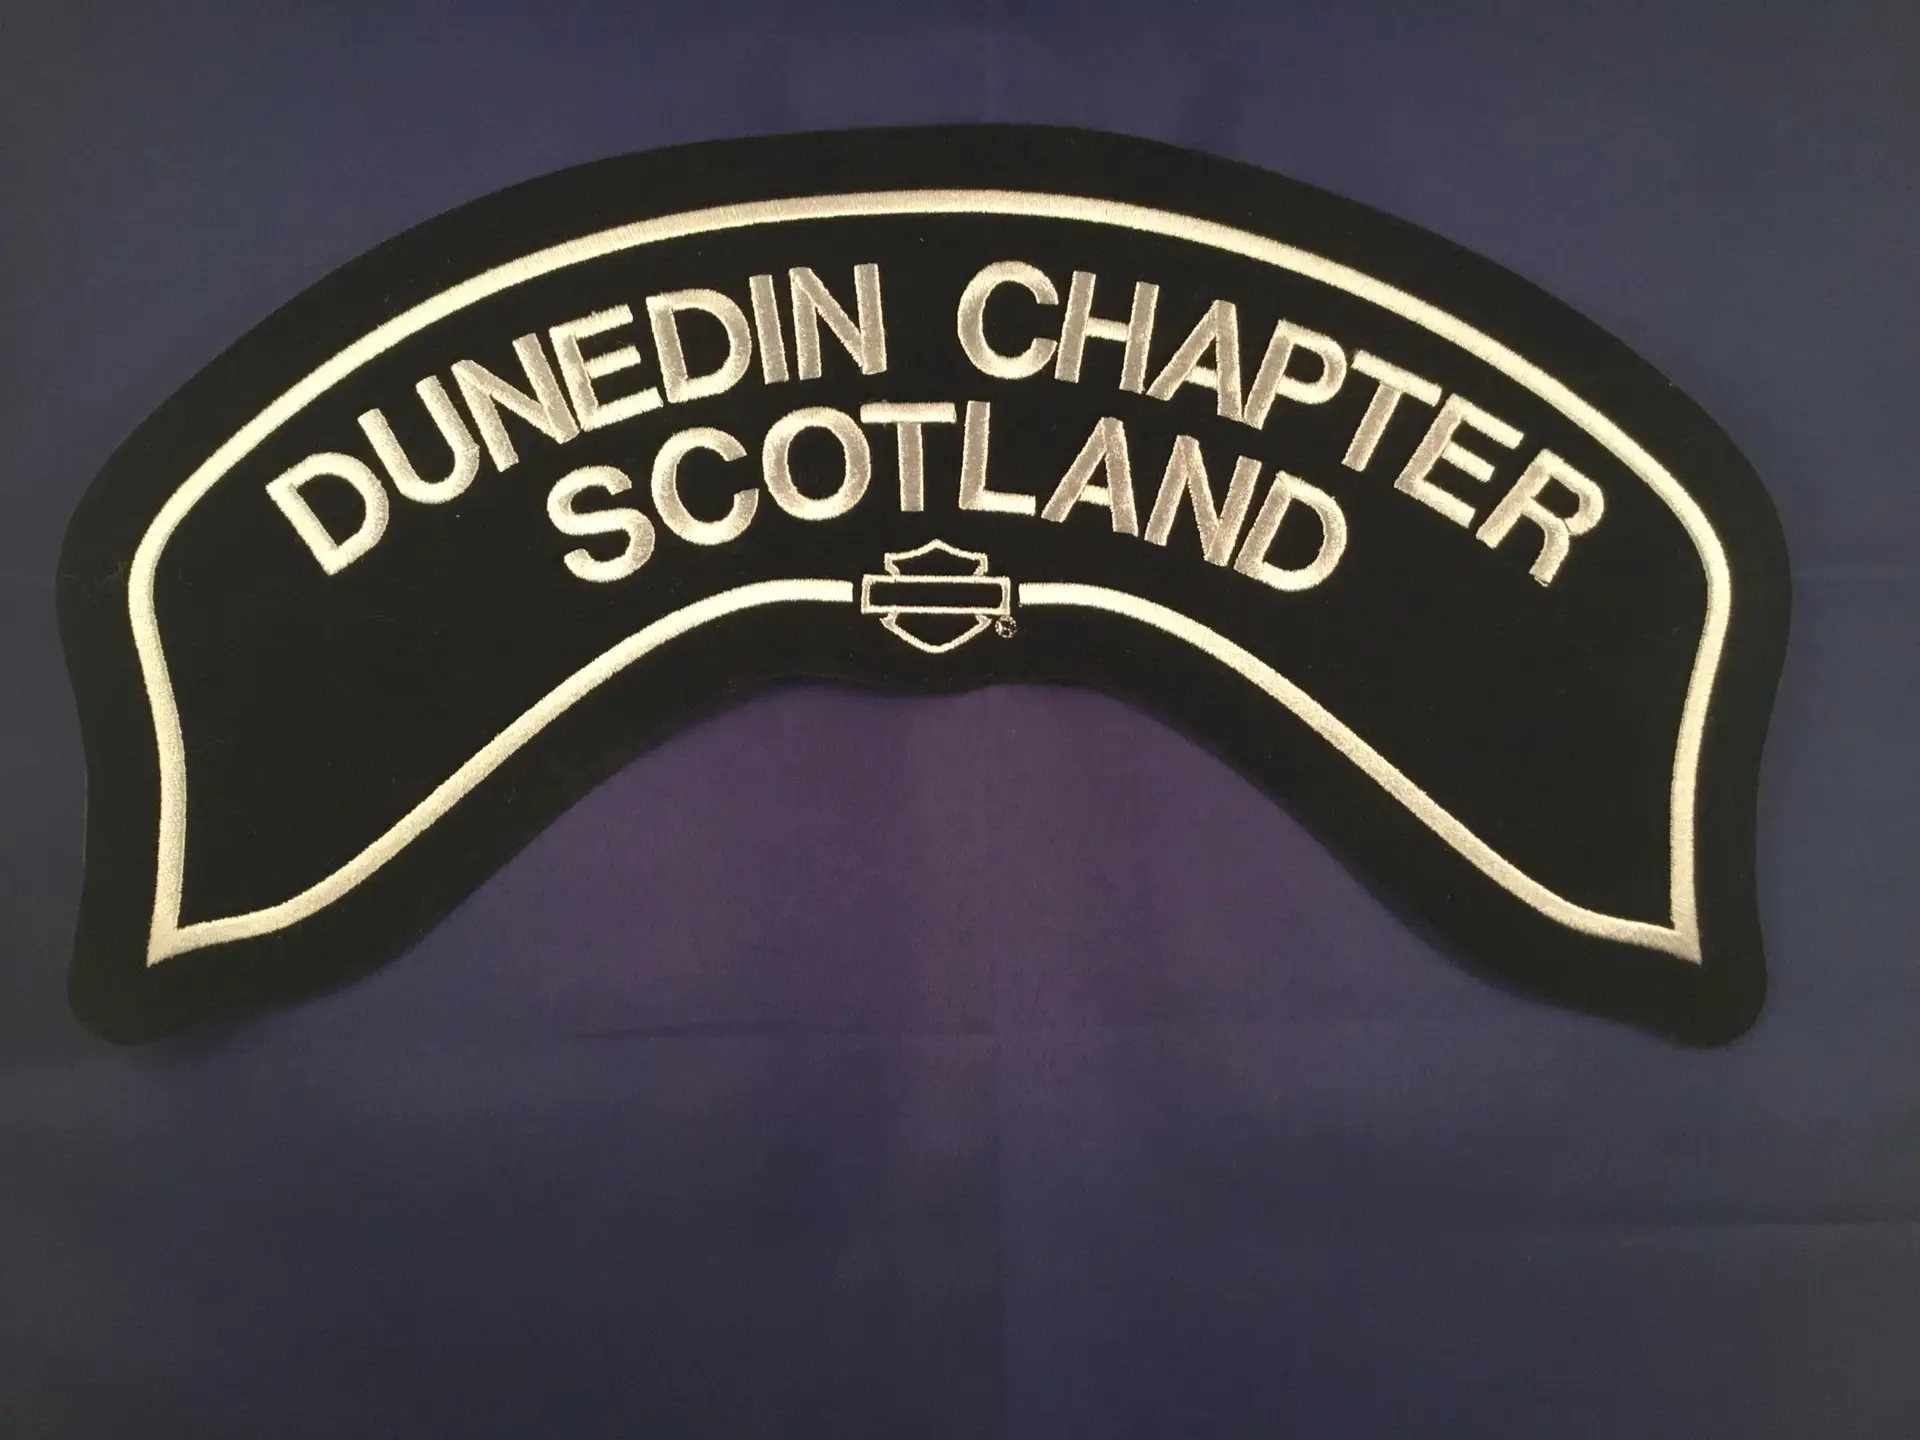 DUNEDIN CHAPTER
SCOTLAND
®